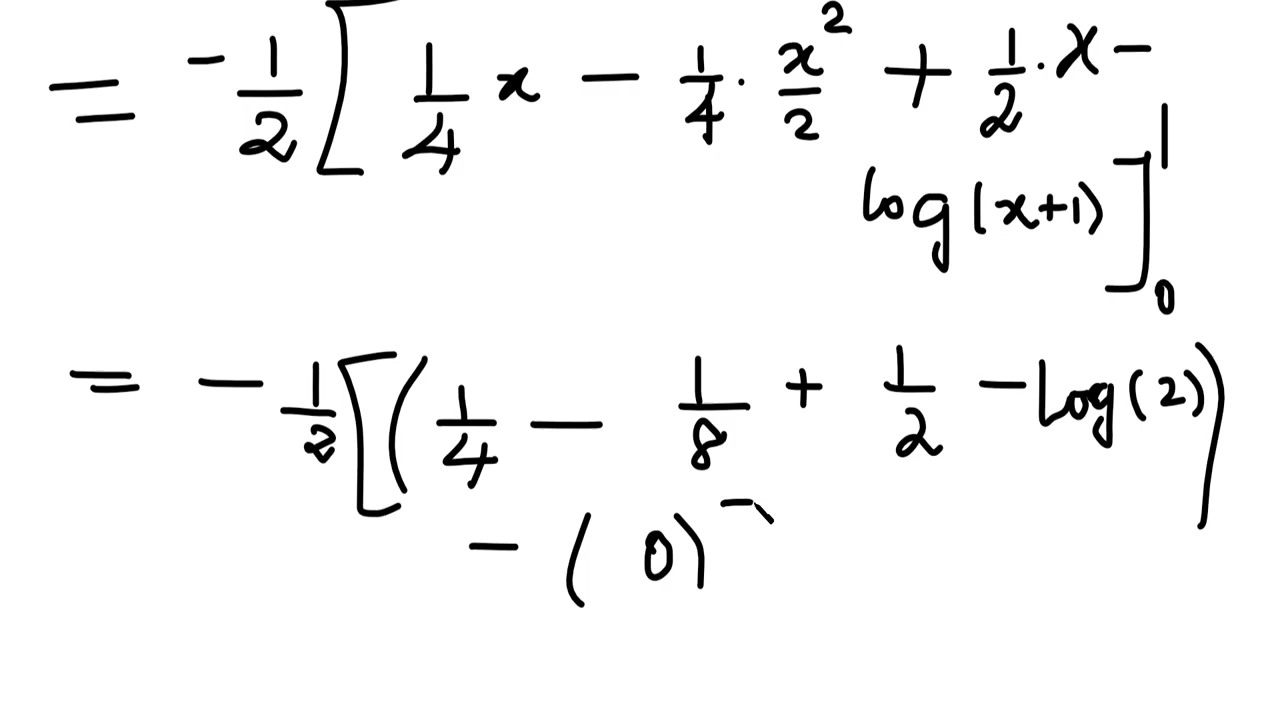 = -1/2 [ 1/4 x - 1/4 · x²/2 + 1/2 · x -
log(x+1) ]₀¹
= - 1/2 [ ( 1/4 - 1/8 + 1/2 - log(2) )
- ( 0 )